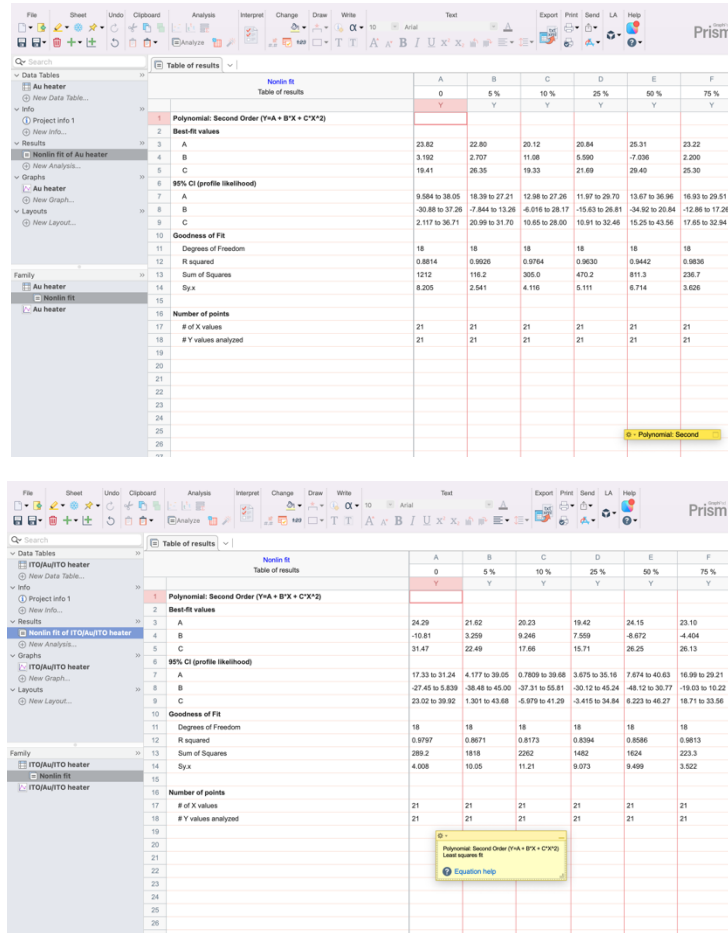 File Sheet Undo Clipboard Analysis Interpret Change Draw Write Text Export Print Send LA Help
10 Arial
Analyze
Prism
Search
Data Tables
Au heater
New Data Table...
Info
Project info 1
New Info...
Results
Nonlin fit of Au heater
New Analysis...
Graphs
Au heater
New Graph...
Layouts
New Layout...
Family
Au heater
Nonlin fit
Au heater
Table of results
Nonlin fit A B C D E F
Table of results 0 5 % 10 % 25 % 50 % 75 %
Y Y Y Y Y Y
1 Polynomial: Second Order (Y=A + B*X + C*X^2)
2 Best-fit values
3 A 23.82 22.80 20.12 20.84 25.31 23.22
4 B 3.192 2.707 11.08 5.590 -7.036 2.200
5 C 19.41 26.35 19.33 21.69 29.40 25.30
6 95% CI (profile likelihood)
7 A 9.584 to 38.05 18.39 to 27.21 12.98 to 27.26 11.97 to 29.70 13.67 to 36.96 16.93 to 29.51
8 B -30.88 to 37.26 -7.844 to 13.26 -6.016 to 28.17 -15.63 to 26.81 -34.92 to 20.84 -12.86 to 17.26
9 C 2.117 to 36.71 20.99 to 31.70 10.65 to 28.00 10.91 to 32.46 15.25 to 43.56 17.65 to 32.94
10 Goodness of Fit
11 Degrees of Freedom 18 18 18 18 18 18
12 R squared 0.8814 0.9926 0.9764 0.9630 0.9442 0.9836
13 Sum of Squares 1212 116.2 305.0 470.2 811.3 236.7
14 Sy.x 8.205 2.541 4.116 5.111 6.714 3.626
15
16 Number of points
17 # of X values 21 21 21 21 21 21
18 # Y values analyzed 21 21 21 21 21 21
19
20
21
22
23
24
25
26
Polynomial: Second
File Sheet Undo Clipboard Analysis Interpret Change Draw Write Text Export Print Send LA Help
10 Arial
Analyze
Prism
Search
Data Tables
ITO/Au/ITO heater
New Data Table...
Info
Project info 1
New Info...
Results
Nonlin fit of ITO/Au/ITO heater
New Analysis...
Graphs
ITO/Au/ITO heater
New Graph...
Layouts
New Layout...
Family
ITO/Au/ITO heater
Nonlin fit
ITO/Au/ITO heater
Table of results
Nonlin fit A B C D E F
Table of results 0 5 % 10 % 25 % 50 % 75 %
Y Y Y Y Y Y
1 Polynomial: Second Order (Y=A + B*X + C*X^2)
2 Best-fit values
3 A 24.29 21.62 20.23 19.42 24.15 23.10
4 B -10.81 3.259 9.246 7.559 -8.672 -4.404
5 C 31.47 22.49 17.66 15.71 26.25 26.13
6 95% CI (profile likelihood)
7 A 17.33 to 31.24 4.177 to 39.05 0.7809 to 39.68 3.675 to 35.16 7.674 to 40.63 16.99 to 29.21
8 B -27.45 to 5.839 -38.48 to 45.00 -37.31 to 55.81 -30.12 to 45.24 -48.12 to 30.77 -19.03 to 10.22
9 C 23.02 to 39.92 1.301 to 43.68 -5.979 to 41.29 -3.415 to 34.84 6.223 to 46.27 18.71 to 33.56
10 Goodness of Fit
11 Degrees of Freedom 18 18 18 18 18 18
12 R squared 0.9797 0.8671 0.8173 0.8394 0.8586 0.9813
13 Sum of Squares 289.2 1818 2262 1482 1624 223.3
14 Sy.x 4.008 10.05 11.21 9.073 9.499 3.522
15
16 Number of points
17 # of X values 21 21 21 21 21 21
18 # Y values analyzed 21 21 21 21 21 21
19
20
21
22
23
24
25
26
Polynomial: Second Order (Y=A + B*X + C*X^2)
Least squares fit
Equation help